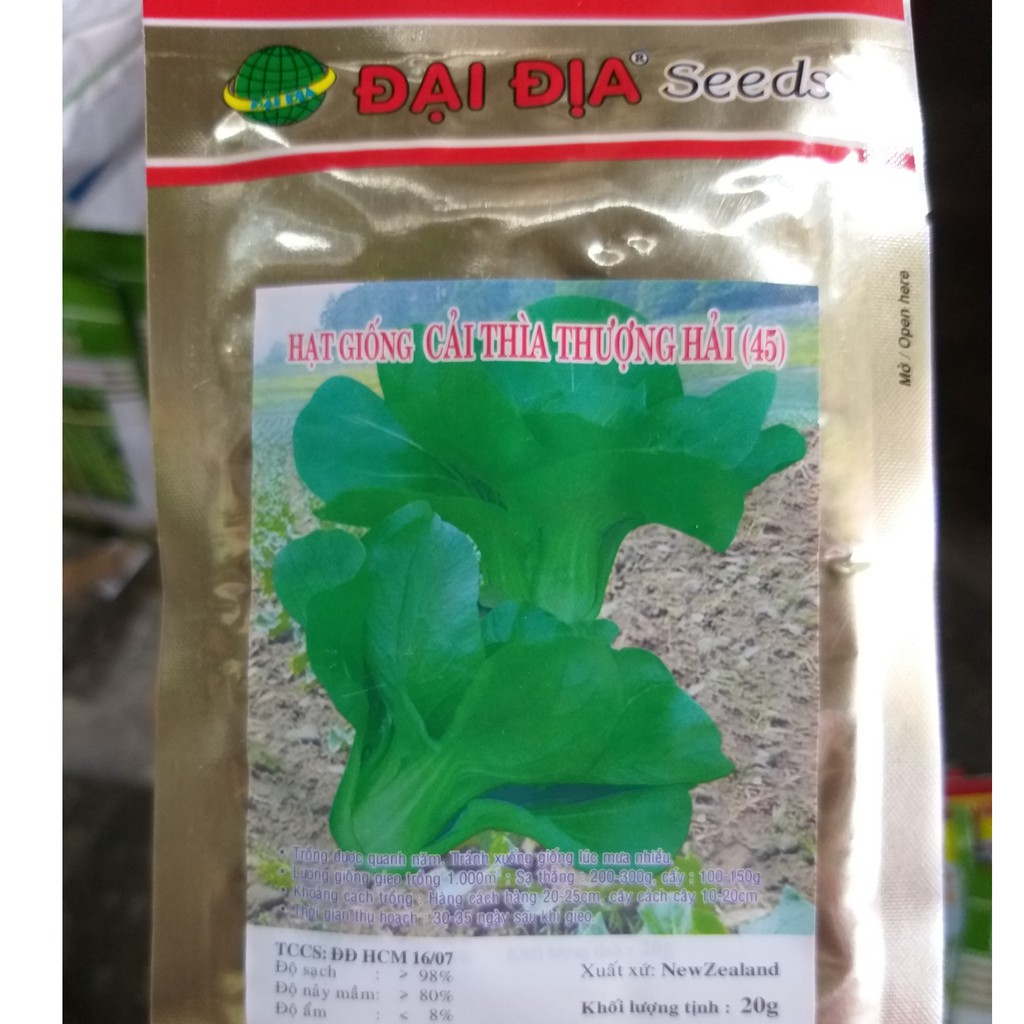 ĐẠI ĐỊA
ĐẠI ĐỊA® Seeds
Mở / Open here
HẠT GIỐNG CẢI THÌA THƯỢNG HẢI (45)
• Trồng được quanh năm. Tránh xuống giống lúc mưa nhiều.
• Lượng giống gieo trồng 1.000m² : Sạ thẳng : 200-300g, cấy : 100-150g
• Khoảng cách trồng : Hàng cách hàng 20-25cm, cây cách cây 10-20cm
• Thời gian thu hoạch : 30-35 ngày sau khi gieo
TCCS: ĐĐ HCM 16/07
Độ sạch : ≥ 98%
Độ nảy mầm: ≥ 80%
Độ ẩm : ≤ 8%
Xuất xứ: NewZealand
Khối lượng tịnh : 20g